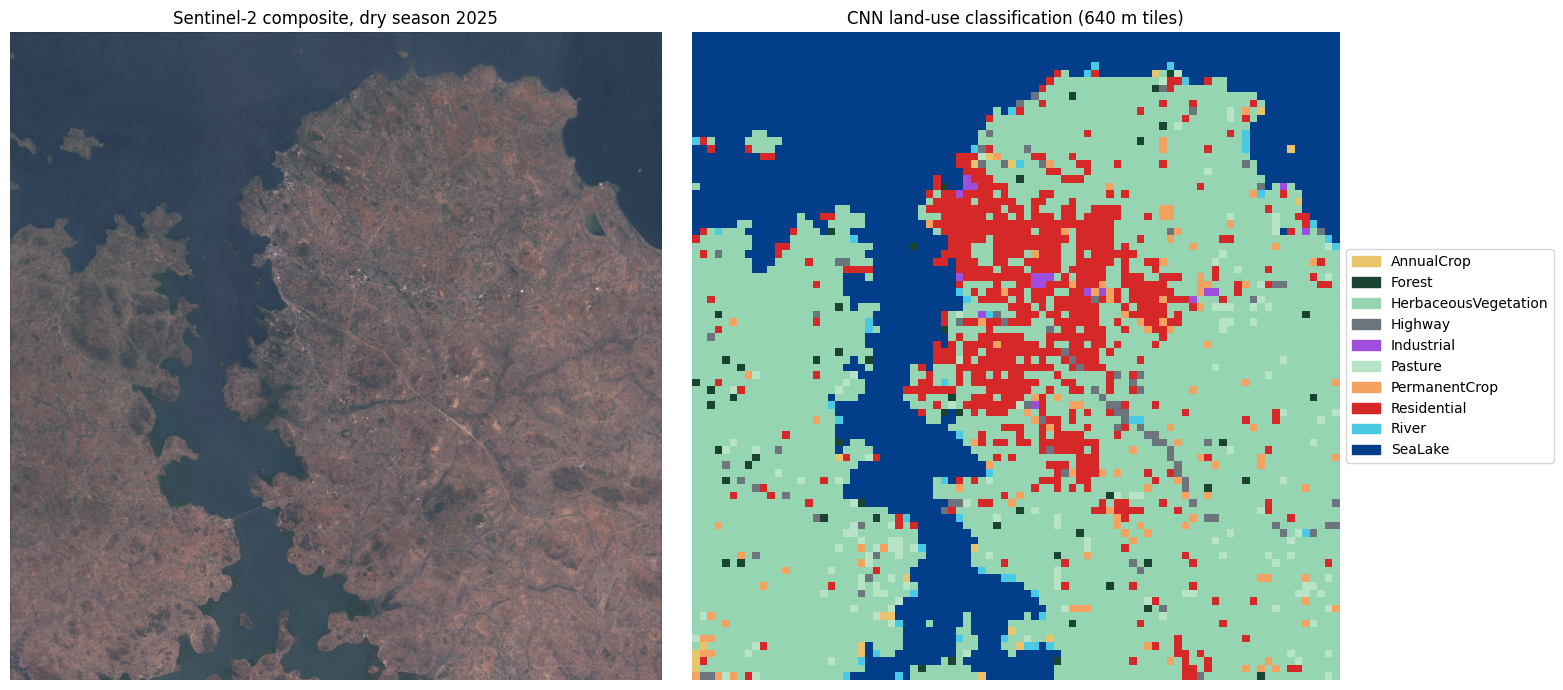 Sentinel-2 composite, dry season 2025
CNN land-use classification (640 m tiles)
AnnualCrop
Forest
HerbaceousVegetation
Highway
Industrial
Pasture
PermanentCrop
Residential
River
SeaLake